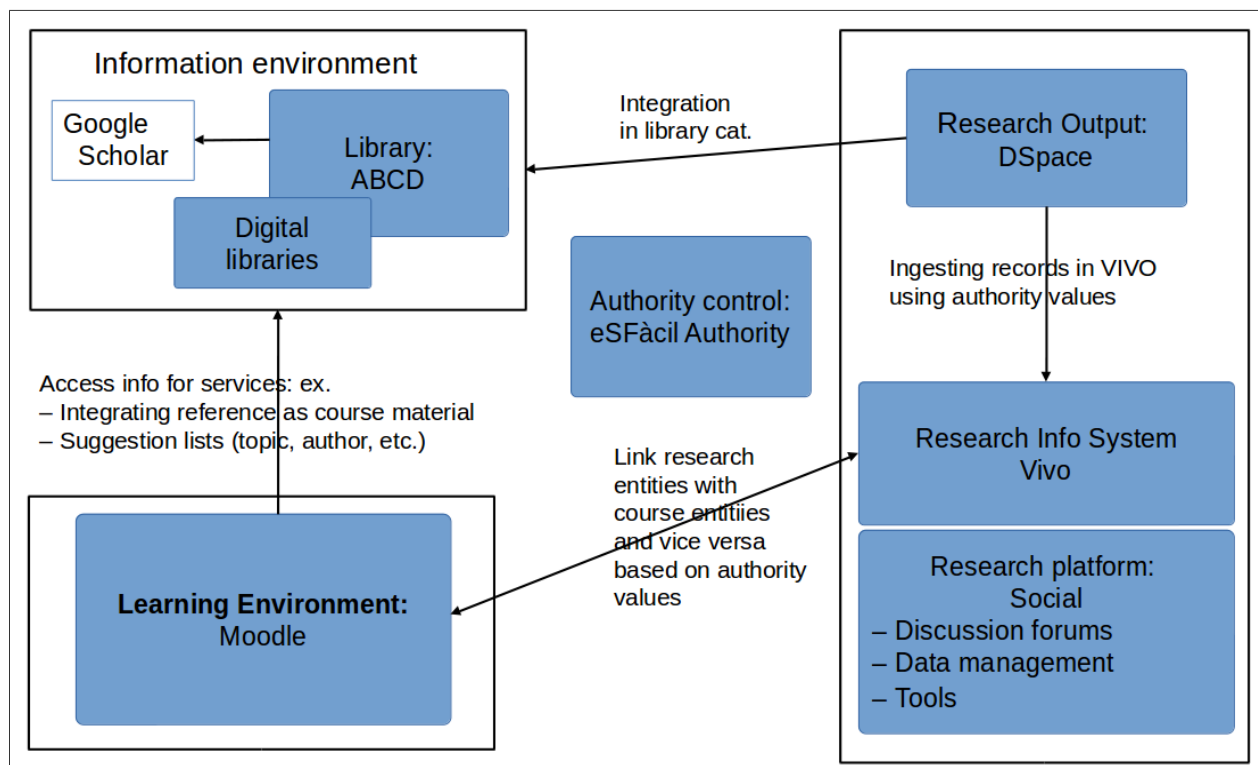 Information environment
Google
Scholar
Library:
ABCD
Digital
libraries
Integration
in library cat.
Research Output:
DSpace
Ingesting records in VIVO
using authority values
Authority control:
eSFàcil Authority
Access info for services: ex.
– Integrating reference as course material
– Suggestion lists (topic, author, etc.)
Link research
entities with
course entitiies
and vice versa
based on authority
values
Research Info System
Vivo
Learning Environment:
Moodle
Research platform:
Social
– Discussion forums
– Data management
– Tools